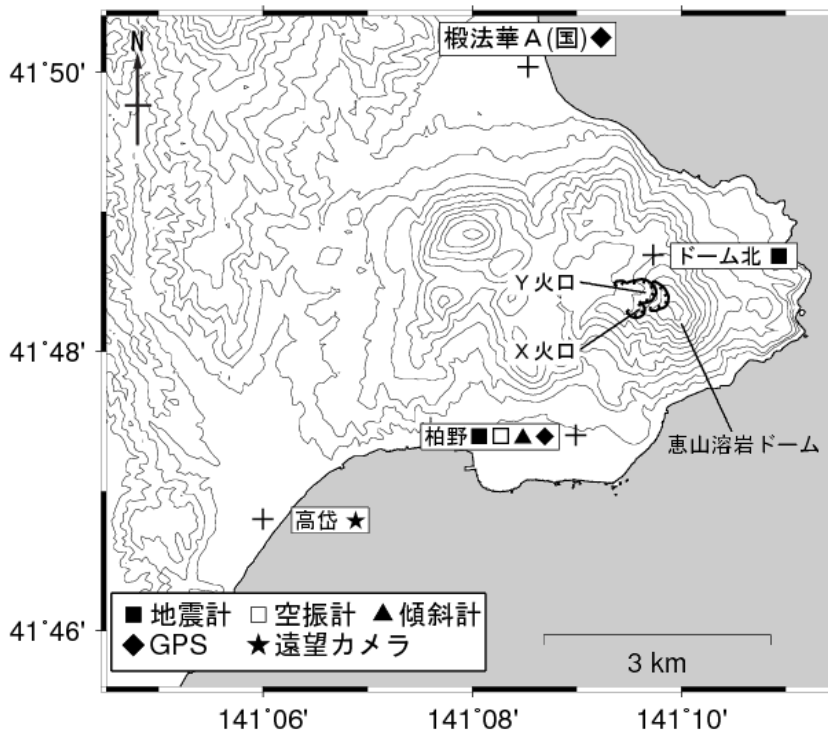 椴法華A(国)◆
N
41°50'
ドーム北 ■
Y火口
X火口
41°48'
恵山溶岩ドーム
柏野■□▲◆
高岱 ★
■地震計 □空振計 ▲傾斜計
◆GPS ★遠望カメラ
41°46'
3 km
141°06' 141°08' 141°10'